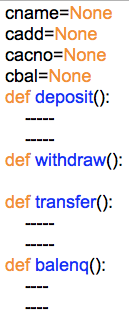 cname=None
cadd=None
cacno=None
cbal=None
def deposit():
-----
-----
def withdraw():
def transfer():
-----
-----
def balenq():
----
----